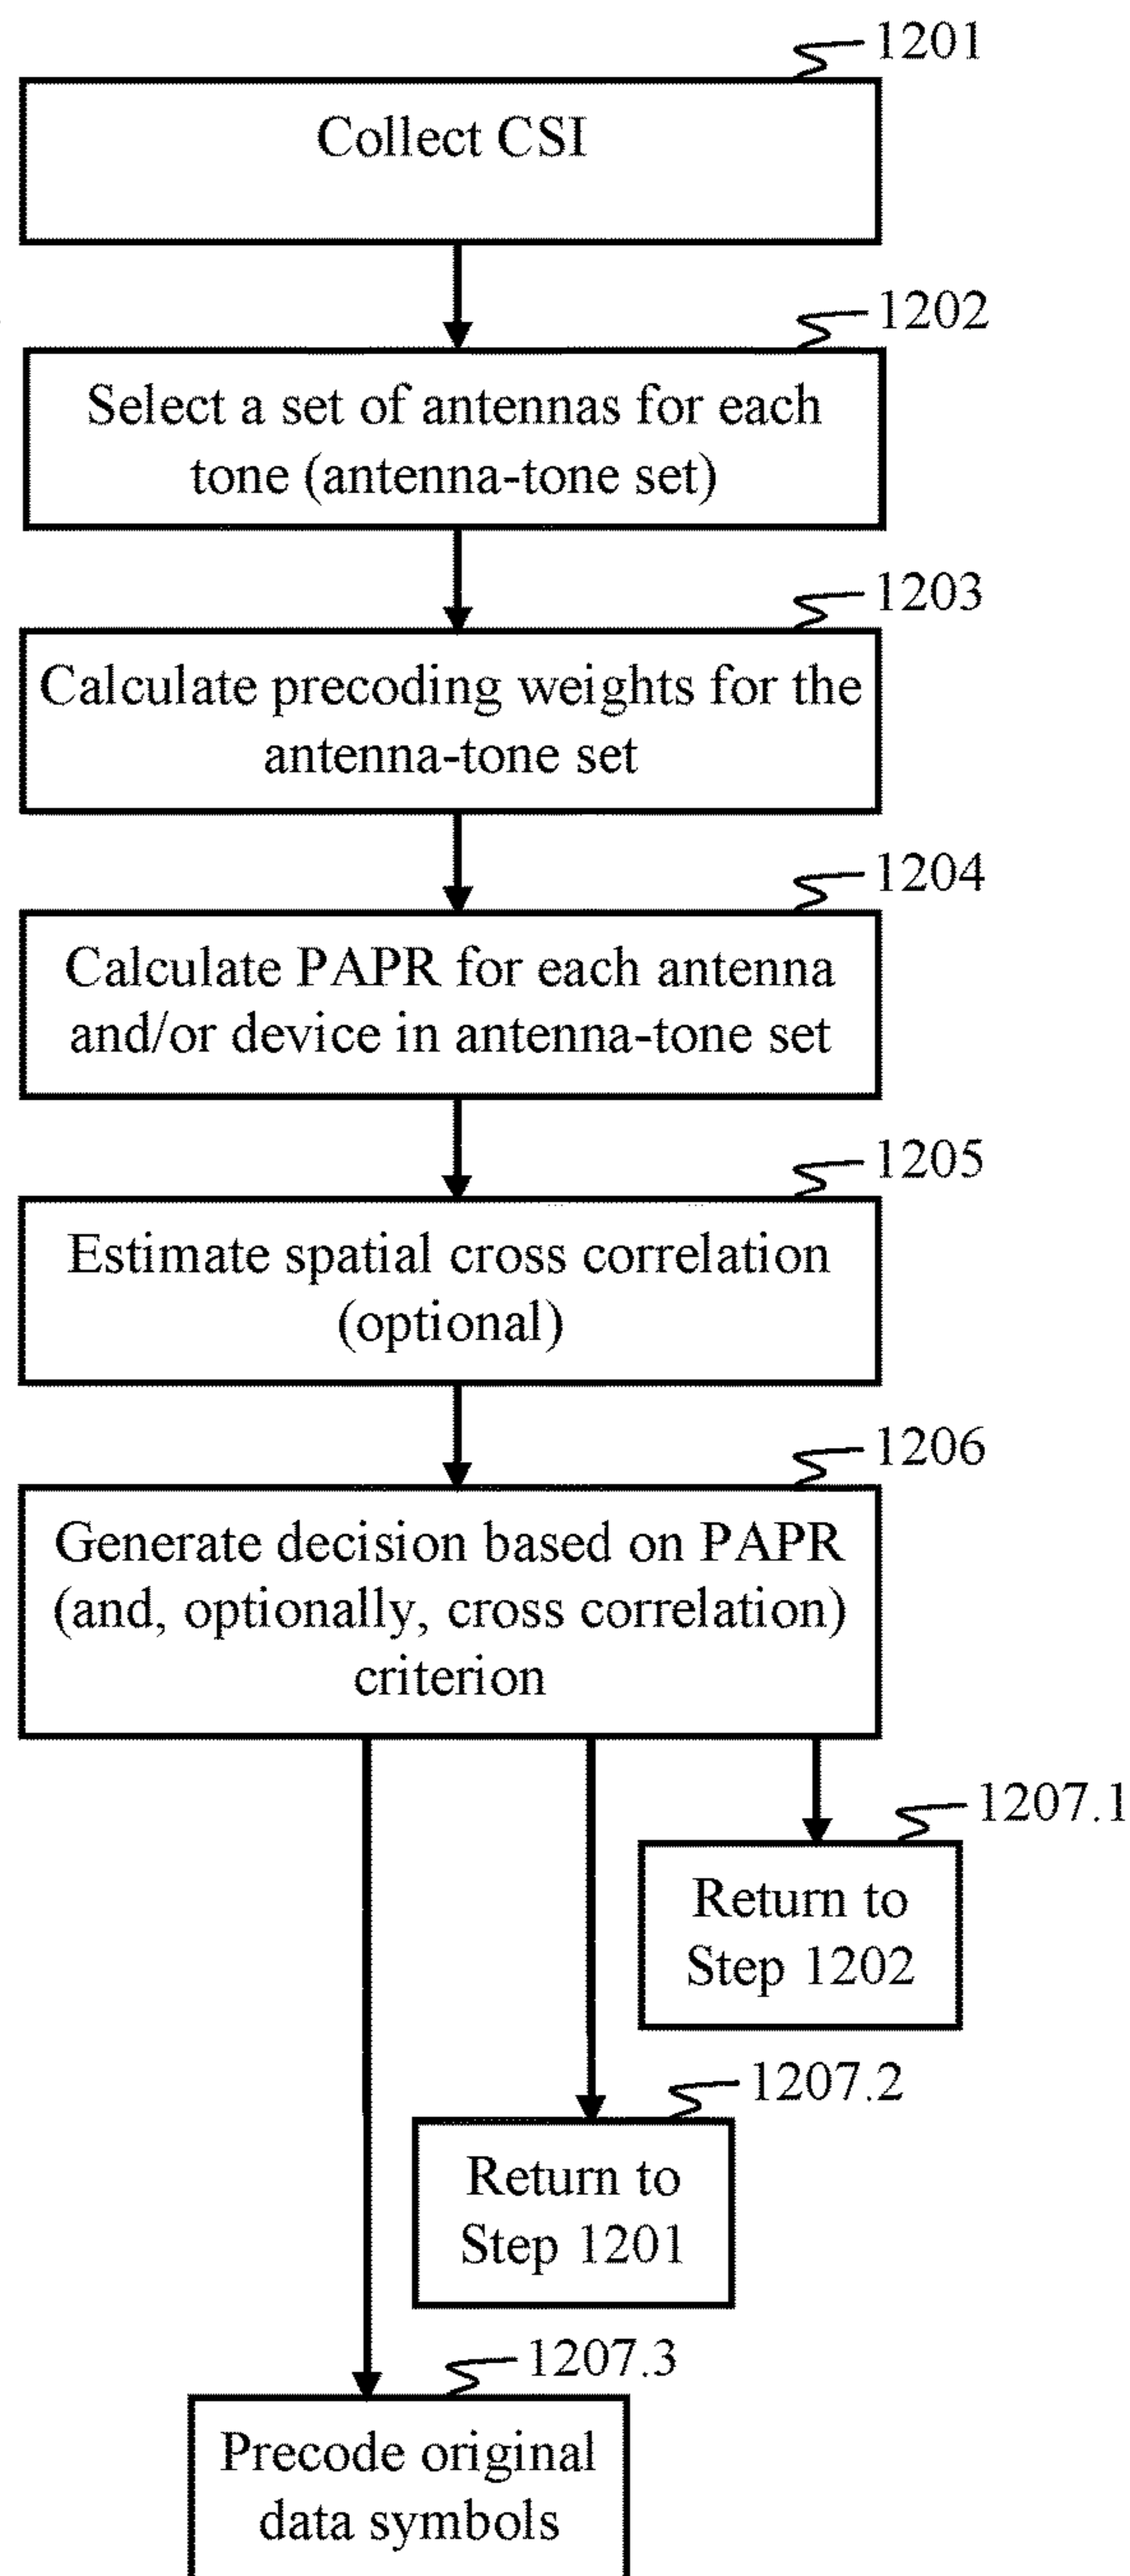 1201
Collect CSI
1202
Select a set of antennas for each
tone (antenna-tone set)
1203
Calculate precoding weights for the
antenna-tone set
1204
Calculate PAPR for each antenna
and/or device in antenna-tone set
1205
Estimate spatial cross correlation
(optional)
1206
Generate decision based on PAPR
(and, optionally, cross correlation)
criterion
1207.1
Return to
Step 1202
1207.2
Return to
Step 1201
1207.3
Precode original
data symbols